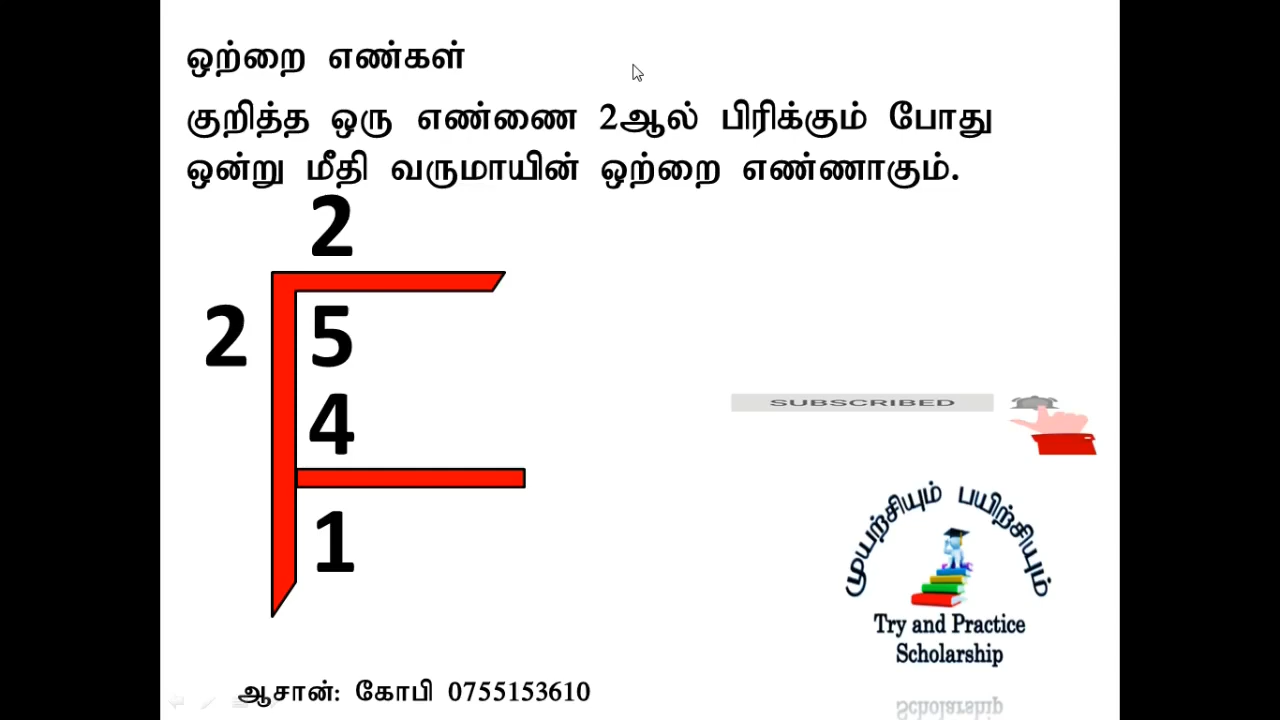 ஒற்றை எண்கள்
குறித்த ஒரு எண்ணை 2ஆல் பிரிக்கும் போது
ஒன்று மீதி வருமாயின் ஒற்றை எண்ணாகும்.
2
2 5
4
1
SUBSCRIBED
முயற்சியும் பயிற்சியும்
Try and Practice
Scholarship
ஆசான்: கோபி 0755153610